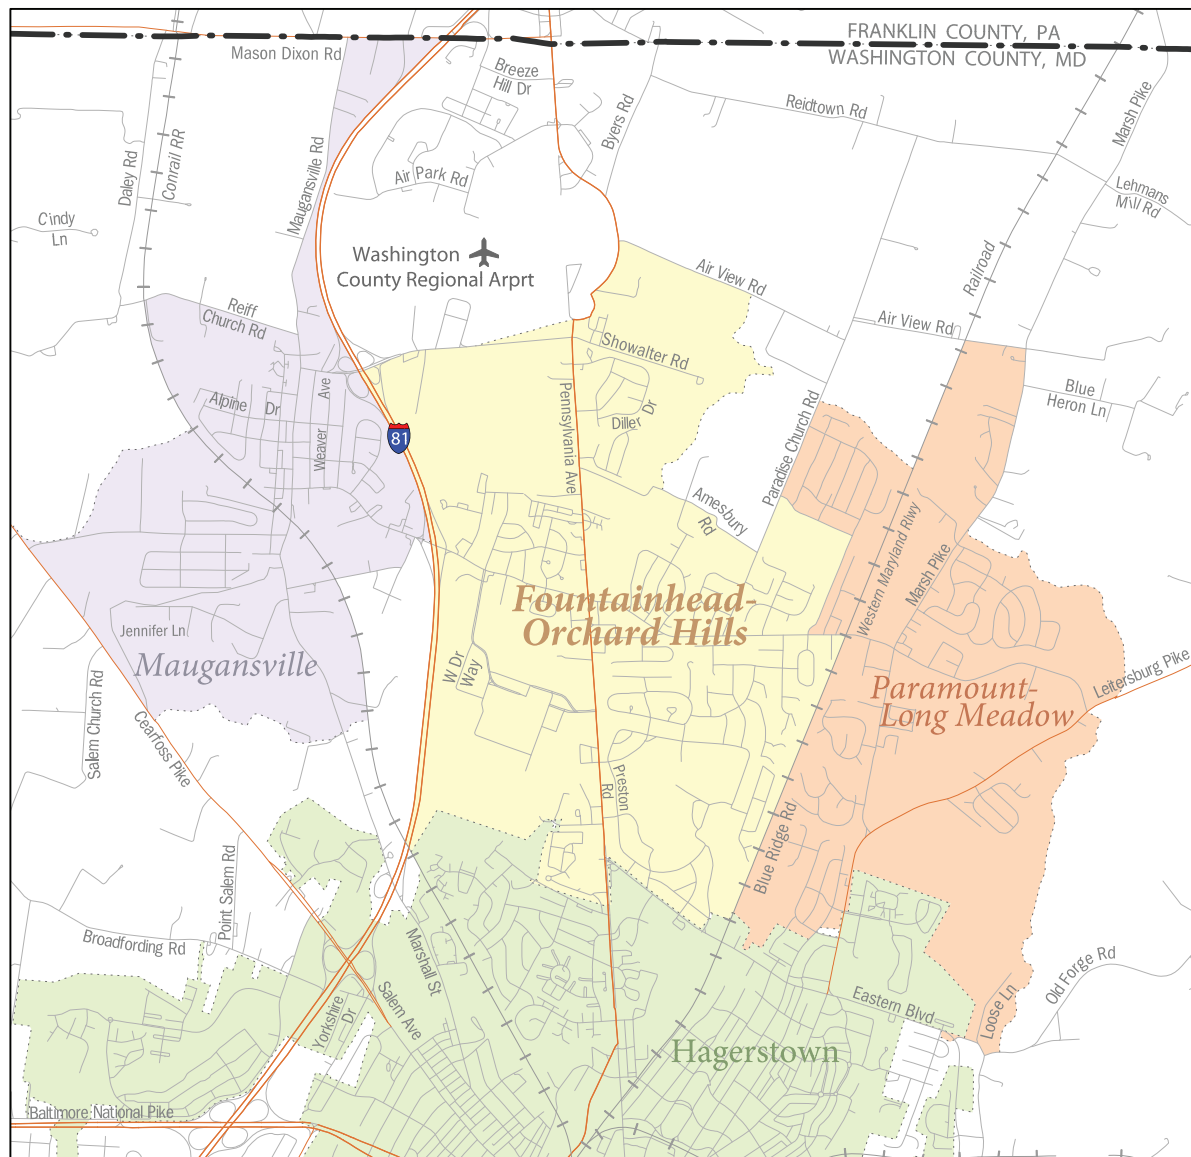 FRANKLIN COUNTY, PA
WASHINGTON COUNTY, MD
Mason Dixon Rd
Breeze
Hill Dr
Byers Rd
Reidtown Rd
Marsh Pike
Daley Rd
Conrail RR
Maugansville Rd
Air Park Rd
Lehmans
Mill Rd
Cindy
Ln
Washington
County Regional Arprt
Railroad
Air View Rd
Air View Rd
Reiff
Church Rd
Showalter Rd
Alpine Dr
Weaver Ave
Pennsylvania Ave
Diller Dr
Blue
Heron Ln
Paradise Church Rd
81
Amesbury
Rd
Western Maryland Rlwy
Marsh Pike
Fountainhead-
Orchard Hills
Jennifer Ln
Maugansville
W Dr
Way
Paramount-
Long Meadow
Leitersburg Pike
Salem Church Rd
Cearfoss Pike
Preston
Rd
Blue Ridge Rd
Point Salem Rd
Broadfording Rd
Marshall St
Salem Ave
Yorkshire
Dr
Eastern Blvd
Loose Ln
Old Forge Rd
Hagerstown
Baltimore National Pike